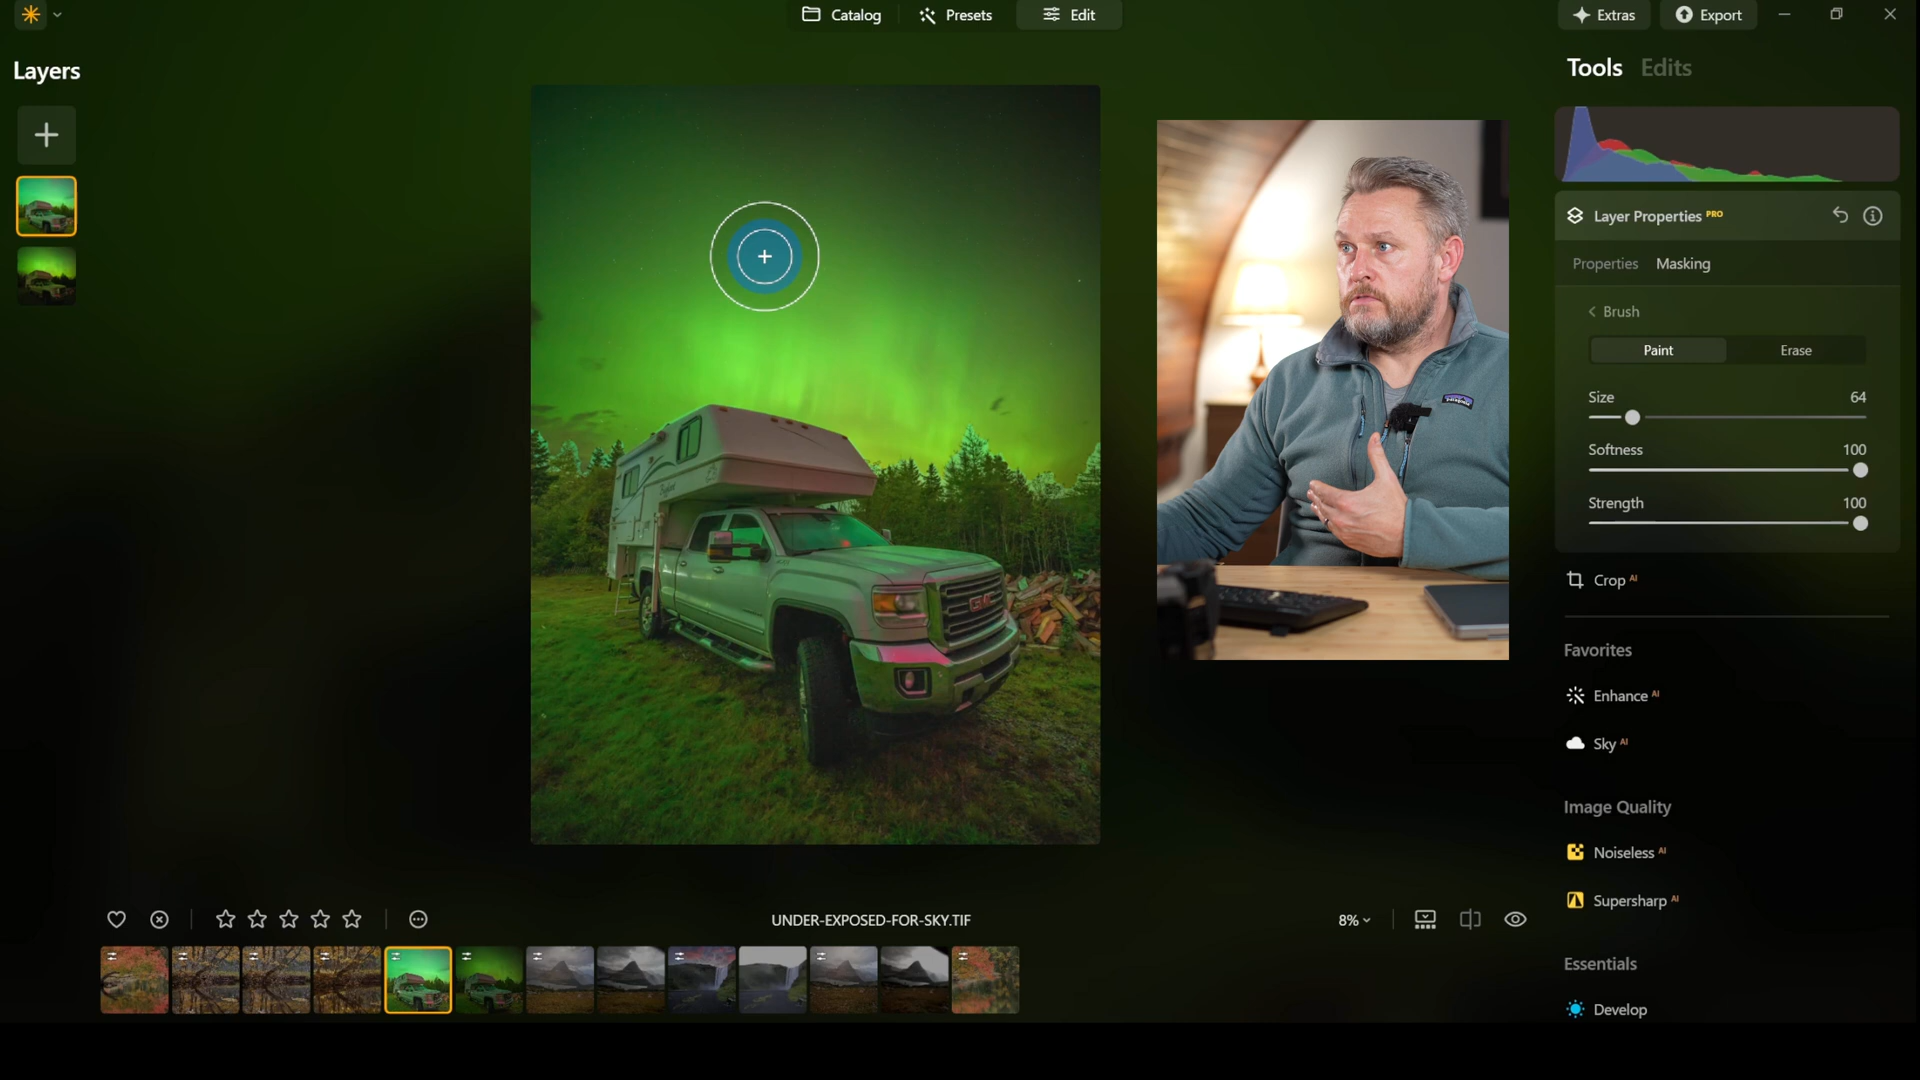 Catalog
Presets
Edit
Extras
Export
Layers
Tools Edits
Layer Properties PRO
Properties Masking
Brush
Paint Erase
Size 64
Softness 100
Strength 100
Crop AI
Favorites
Enhance AI
Sky AI
Image Quality
Noiseless AI
Supersharp AI
Essentials
Develop
GMC
patagonia
UNDER-EXPOSED-FOR-SKY.TIF
8%